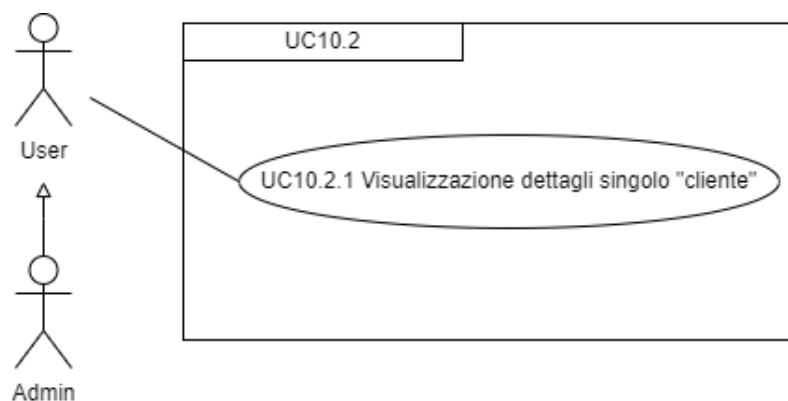 UC10.2
User
UC10.2.1 Visualizzazione dettagli singolo "cliente"
Admin